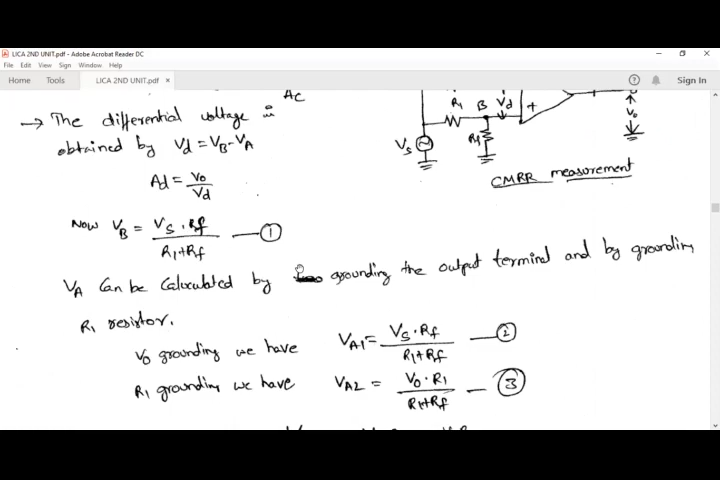 LICA 2ND UNIT.pdf - Adobe Acrobat Reader DC
File Edit View Sign Window Help
Home Tools LICA 2ND UNIT.pdf × Sign In
AC
→ The differential voltage is
obtained by Vd = VB - VA
Ad = Vo / Vd
Now VB = Vs . Rf / R1+Rf — ①
VA Can be Calculated by grounding the output terminal and by grounding
R1 resistor.
Vo grounding we have VA1 = Vs . Rf / R1+Rf — ②
R1 grounding we have VA2 = Vo . R1 / R1+Rf — ③
R1 B Vd +
Rf
Vs
Vo
CMRR measurement